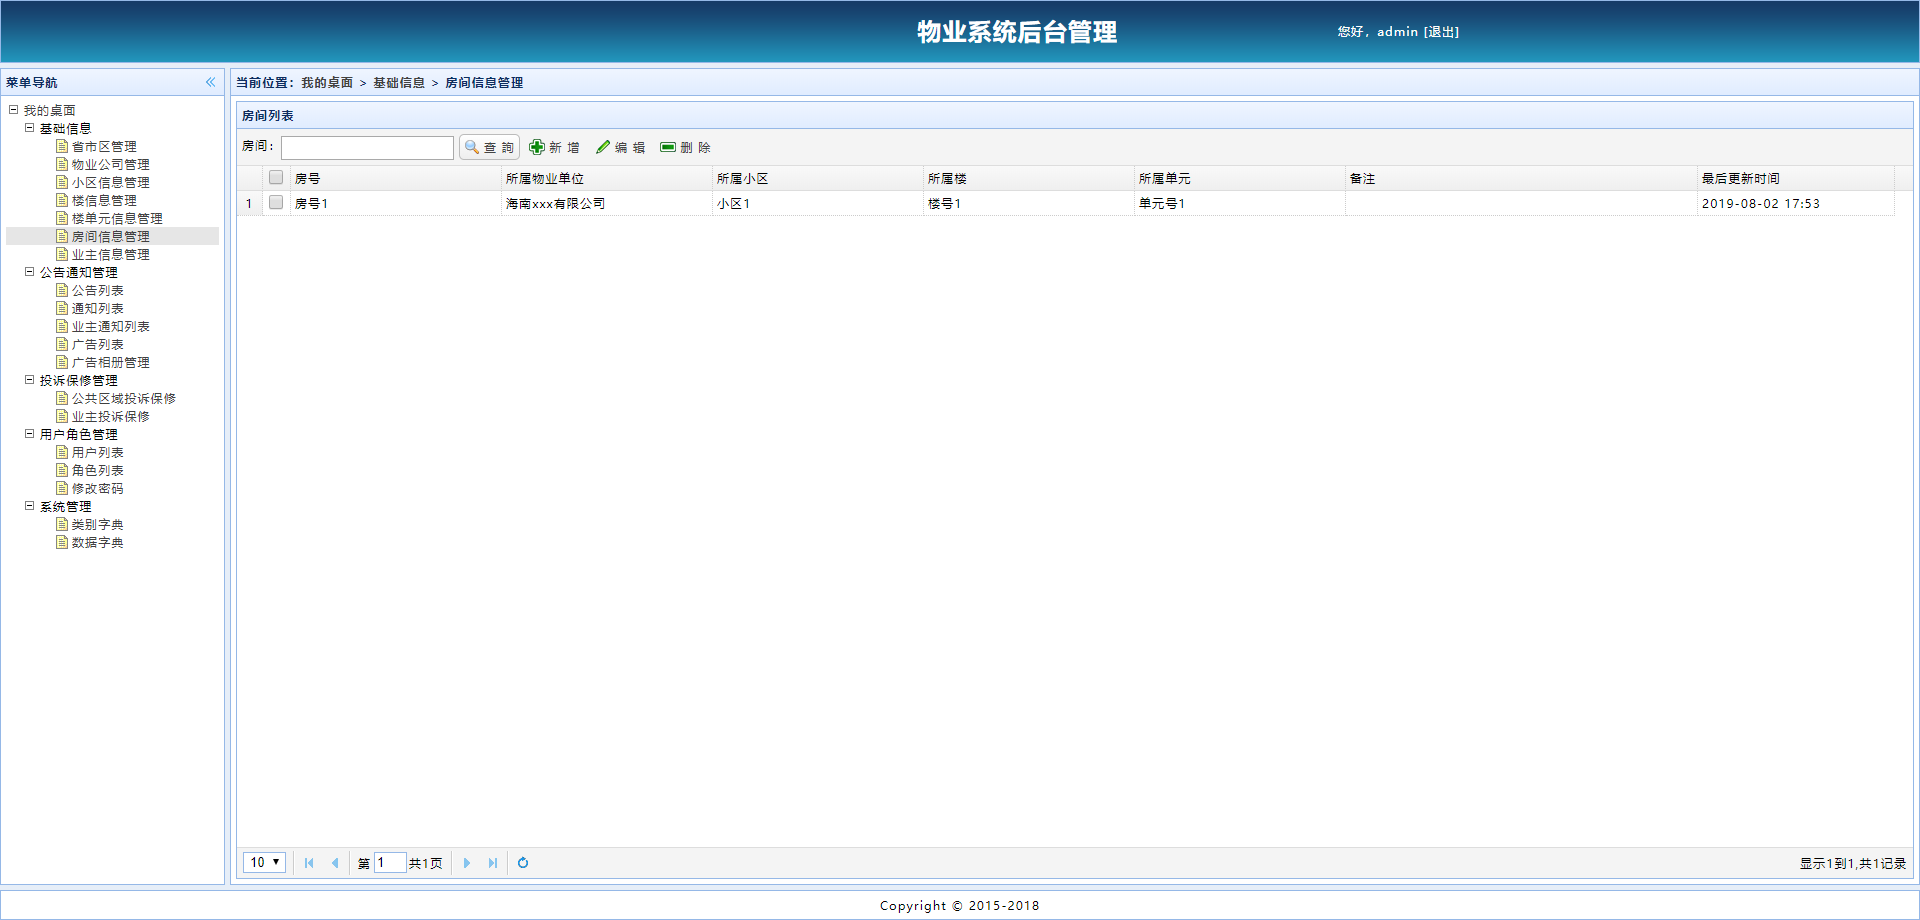 物业系统后台管理
您好，admin [退出]
菜单导航
我的桌面
基础信息
省市区管理
物业公司管理
小区信息管理
楼信息管理
楼单元信息管理
房间信息管理
业主信息管理
公告通知管理
公告列表
通知列表
业主通知列表
广告列表
广告相册管理
投诉保修管理
公共区域投诉保修
业主投诉保修
用户角色管理
用户列表
角色列表
修改密码
系统管理
类别字典
数据字典
当前位置：我的桌面 > 基础信息 > 房间信息管理
房间列表
房间： 查 詢 新 增 编 辑 删 除
房号 所属物业单位 所属小区 所属楼 所属单元 备注 最后更新时间
1 房号1 海南xxx有限公司 小区1 楼号1 单元号1 2019-08-02 17:53
10 第 1 共1页 显示1到1,共1记录
Copyright © 2015-2018